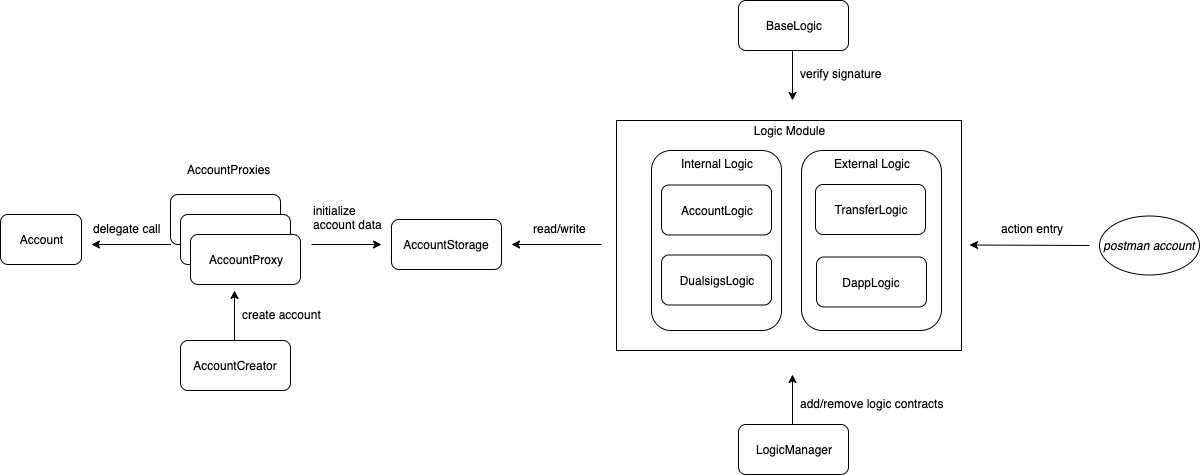 BaseLogic
verify signature
Logic Module
Internal Logic
External Logic
AccountProxies
AccountLogic
TransferLogic
initialize
account data
delegate call
Account
AccountStorage
read/write
action entry
postman account
AccountProxy
DualsigsLogic
DappLogic
create account
AccountCreator
add/remove logic contracts
LogicManager